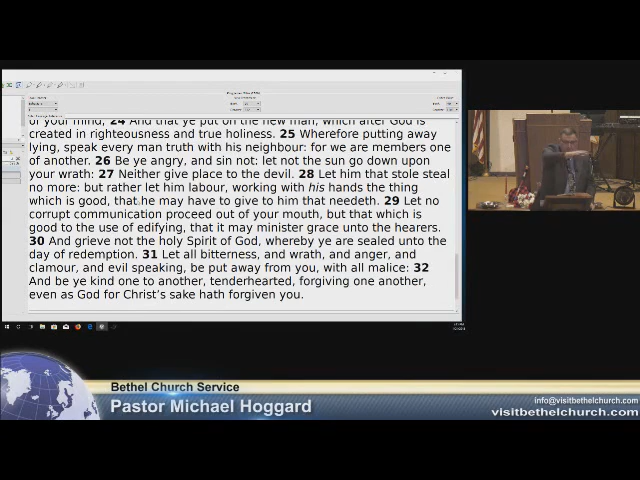 of your mind; 24 And that ye put on the new man, which after God is
created in righteousness and true holiness. 25 Wherefore putting away
lying, speak every man truth with his neighbour: for we are members one
of another. 26 Be ye angry, and sin not: let not the sun go down upon
your wrath: 27 Neither give place to the devil. 28 Let him that stole steal
no more: but rather let him labour, working with his hands the thing
which is good, that he may have to give to him that needeth. 29 Let no
corrupt communication proceed out of your mouth, but that which is
good to the use of edifying, that it may minister grace unto the hearers.
30 And grieve not the holy Spirit of God, whereby ye are sealed unto the
day of redemption. 31 Let all bitterness, and wrath, and anger, and
clamour, and evil speaking, be put away from you, with all malice: 32
And be ye kind one to another, tenderhearted, forgiving one another,
even as God for Christ's sake hath forgiven you.
Bethel Church Service
Pastor Michael Hoggard
info@visitbethelchurch.com
visitbethelchurch.com